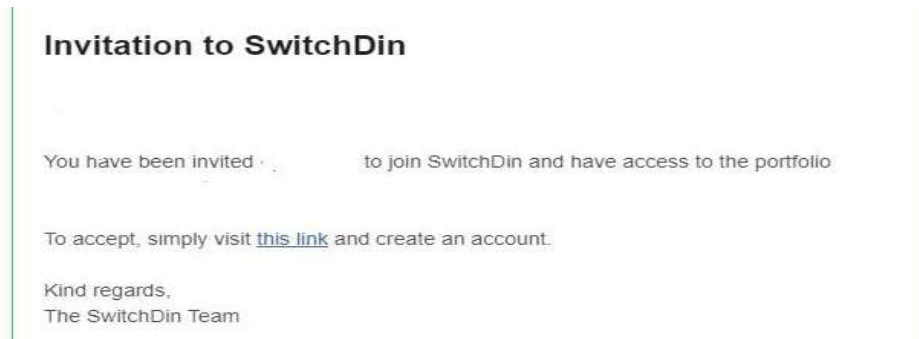 Invitation to SwitchDin
You have been invited to join SwitchDin and have access to the portfolio
To accept, simply visit this link and create an account.
Kind regards,
The SwitchDin Team